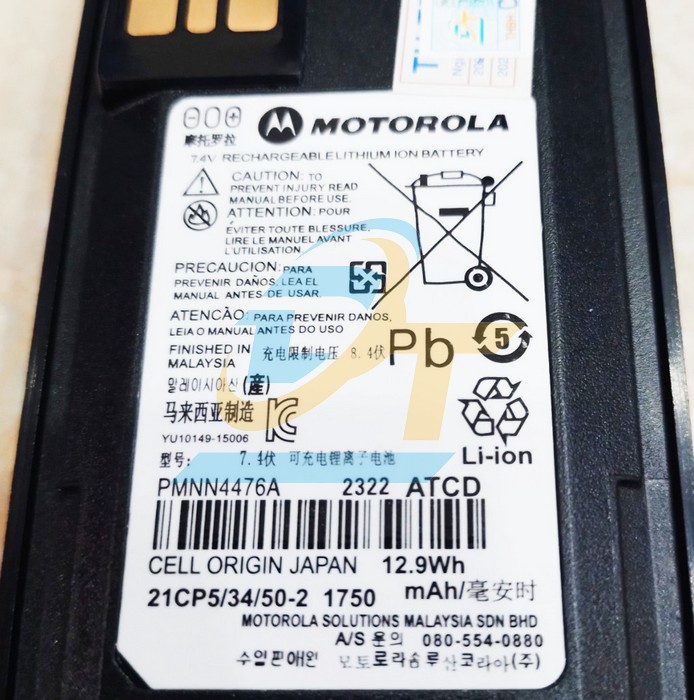 摩托罗拉
MOTOROLA
7.4V RECHARGEABLE LITHIUM ION BATTERY
CAUTION: TO
PREVENT INJURY READ
MANUAL BEFORE USE.
ATTENTION: POUR
ÉVITER TOUTE BLESSURE,
LIRE LE MANUEL AVANT
L'UTILISATION.
PRECAUCION: PARA
PREVENIR DAÑOS, LEA EL
MANUAL ANTES DE USAR.
ATENCÃO: PARA PREVENIR DANOS,
LEIA O MANUAL ANTES DO USO
FINISHED IN
MALAYSIA
充电限制电压 8.4伏
Pb
5
말레이시아산 (産)
马来西亚制造
YU10149-15006
Li-ion
型号: 7.4伏 可充电锂离子电池
PMNN4476A 2322 ATCD
CELL ORIGIN JAPAN 12.9Wh
21CP5/34/50-2 1750 mAh/毫安时
MOTOROLA SOLUTIONS MALAYSIA SDN BHD
A/S 문의 080-554-0880
수입판매원 모토로라솔루션코리아(주)